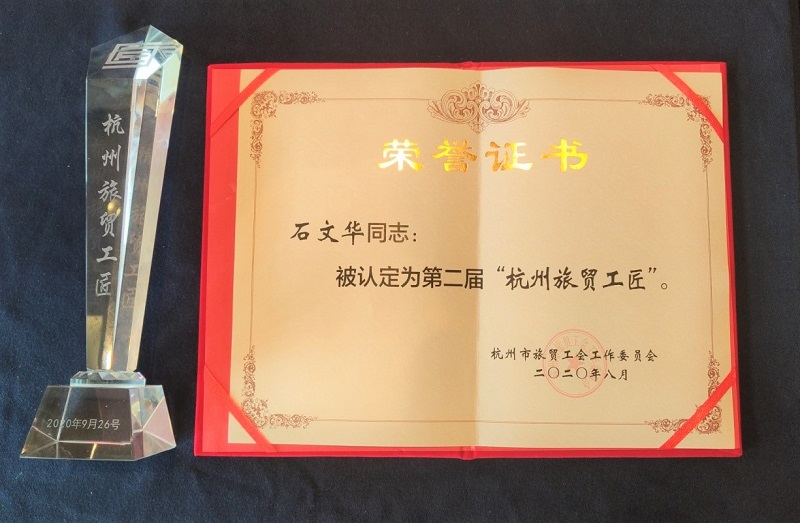 匠
杭州旅贸工匠
2020年9月26号
荣誉证书
石文华同志：
被认定为第二届“杭州旅贸工匠”。
杭州市旅贸工会工作委员会
二〇二〇年八月